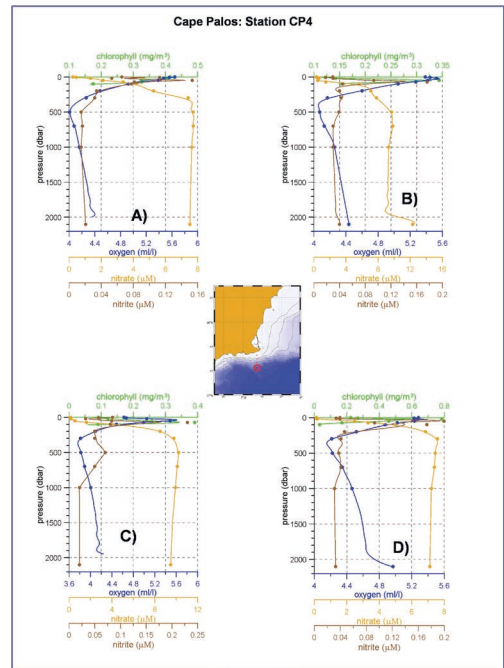 Cape Palos: Station CP4
chlorophyll (mg/m³)
0.1 0.2 0.3 0.4 0.5
pressure (dbar)
0
500
1000
1500
2000
A)
4 4.4 4.8 5.2 5.6 6
oxygen (ml/l)
0 2 4 6 8
nitrate (µM)
0 0.04 0.08 0.12 0.16
nitrite (µM)
chlorophyll (mg/m³)
0.1 0.15 0.2 0.25 0.3 0.35
pressure (dbar)
0
500
1000
1500
2000
B)
4 4.4 4.8 5.2 5.6 6
oxygen (ml/l)
0 4 8 12 16
nitrate (µM)
0 0.04 0.08 0.12 0.16 0.2
nitrite (µM)
chlorophyll (mg/m³)
0 0.1 0.2 0.3 0.4
pressure (dbar)
0
500
1000
1500
2000
C)
3.6 4 4.4 4.8 5.2 5.6 6
oxygen (ml/l)
0 4 8 12
nitrate (µM)
0 0.05 0.1 0.15 0.2 0.25
nitrite (µM)
chlorophyll (mg/m³)
0 0.2 0.4 0.6 0.8
pressure (dbar)
0
500
1000
1500
2000
D)
4 4.4 4.8 5.2 5.6
oxygen (ml/l)
0 2 4 6 8
nitrate (µM)
0 0.04 0.08 0.12 0.16 0.2
nitrite (µM)